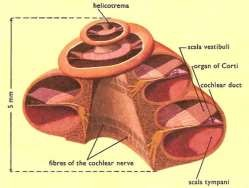 helicotrema
scala vestibuli
organ of Corti
cochlear duct
5 mm
fibres of the cochlear nerve
scala tympani